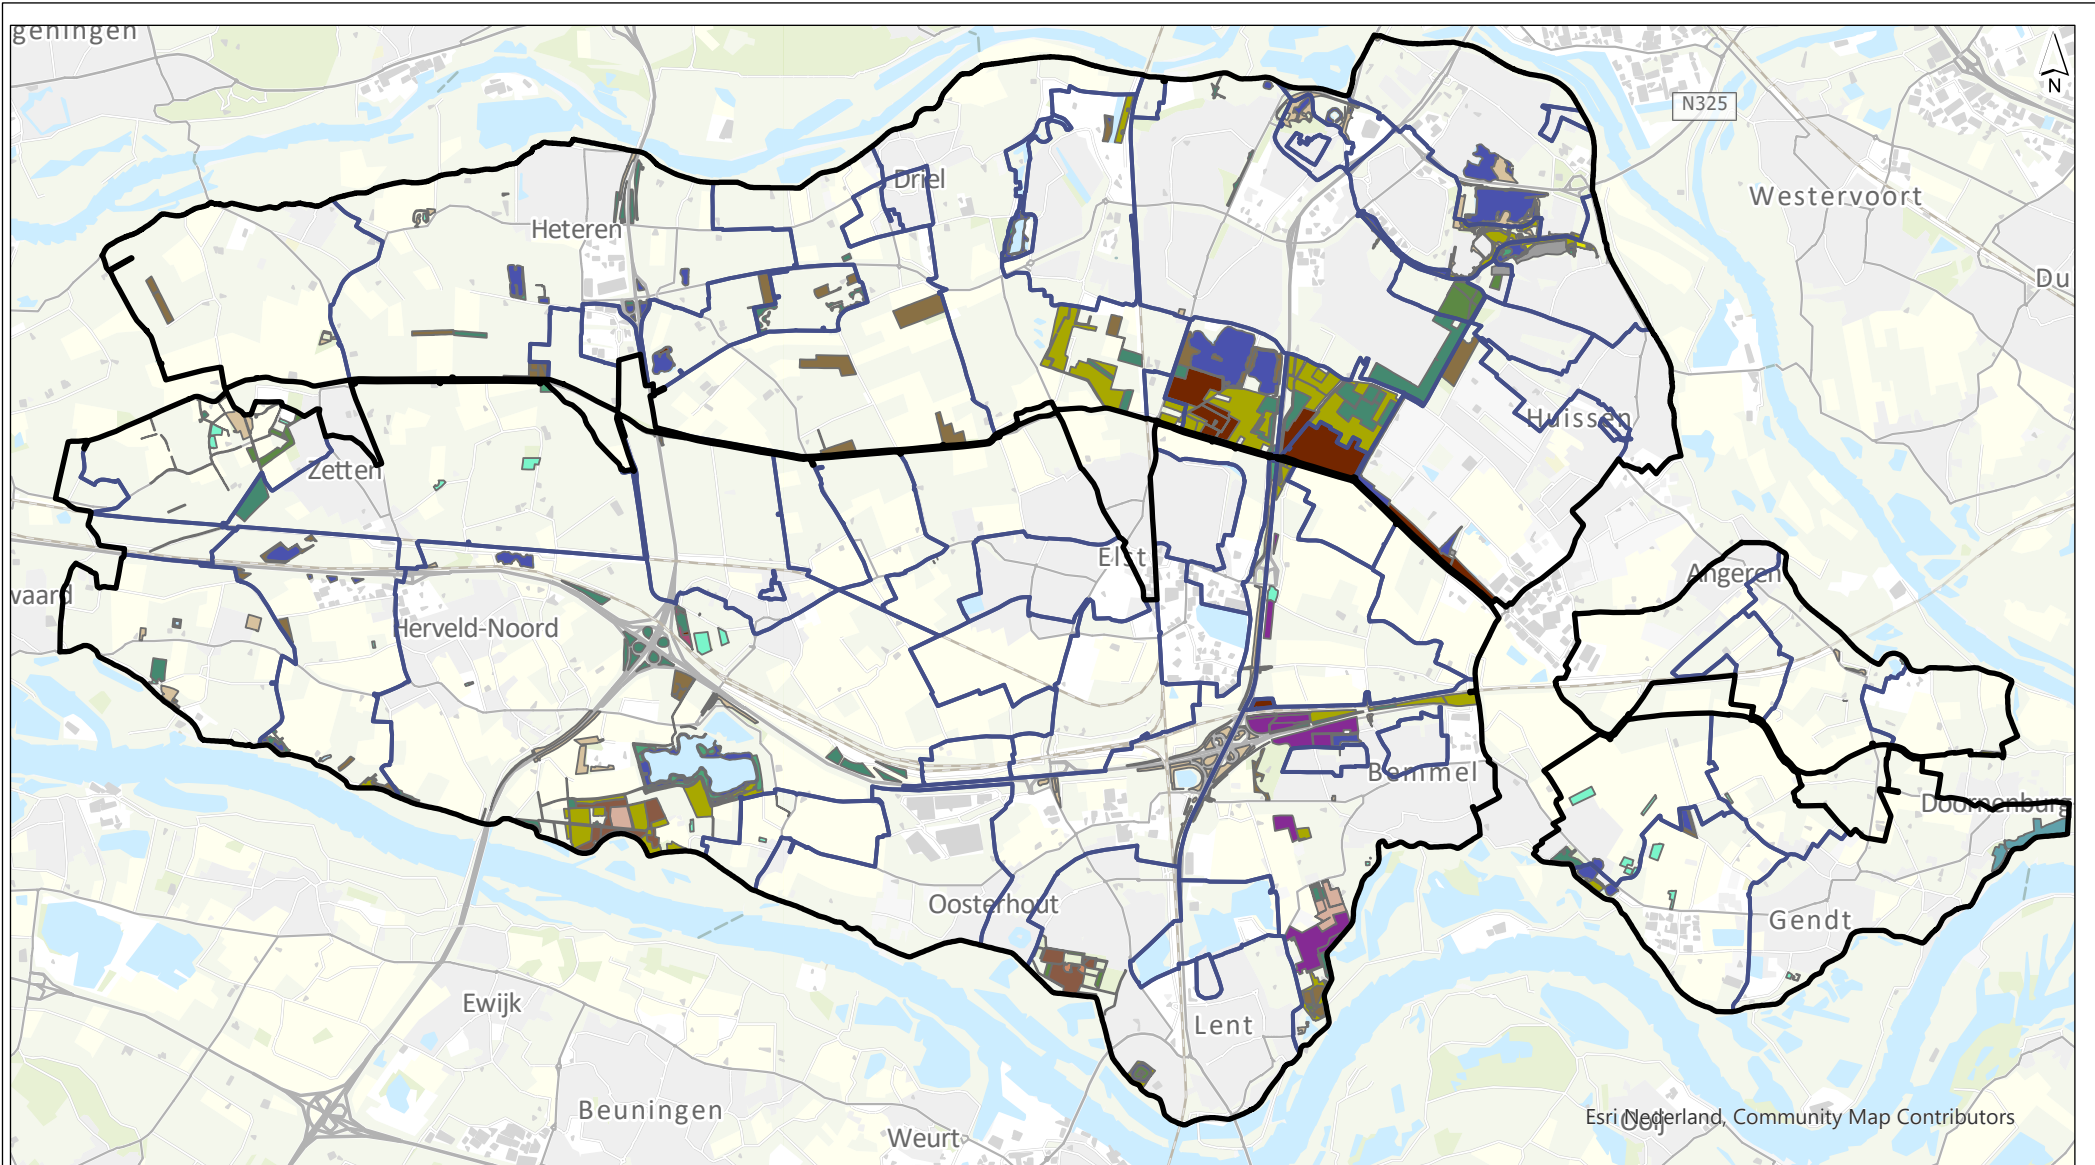 geningen
N325
N
Driel
Westervoort
Heteren
Du
Huissen
Zetten
Elst
Angeren
vaard
Herveld-Noord
Bemmel
Doornenburg
Oosterhout
Gendt
Ewijk
Lent
Beuningen
Esri Nederland, Community Map Contributors
Ooij
Weurt